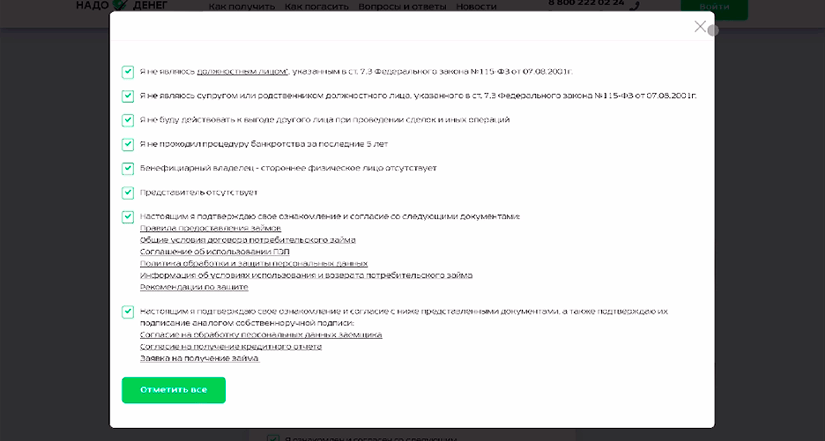 НАДО ДЕНЕГ Как получить Как погасить Вопросы и ответы Новости 8 800 222 02 24 Войти
Я не являюсь должностным лицом*, указанным в ст. 7.3 Федерального закона №115-ФЗ от 07.08.2001г.
Я не являюсь супругом или родственником должностного лица, указанного в ст. 7.3 Федерального закона №115-ФЗ от 07.08.2001г.
Я не буду действовать к выгоде другого лица при проведении сделок и иных операций
Я не проходил процедуру банкротства за последние 5 лет
Бенефициарный владелец - стороннее физическое лицо отсутствует
Представитель отсутствует
Настоящим я подтверждаю свое ознакомление и согласие со следующими документами:
Правила предоставления займов
Общие условия договора потребительского займа
Соглашение об использовании ПЭП
Политика обработки и защиты персональных данных
Информация об условиях использования и возврата потребительского займа
Рекомендации по защите
Настоящим я подтверждаю свое ознакомление и согласие с ниже представленными документами, а также подтверждаю их
подписание аналогом собственноручной подписи:
Согласие на обработку персональных данных заемщика
Согласие на получение кредитного отчета
Заявка на получение займа
Отметить все
Я ознакомлен и согласен со следующим